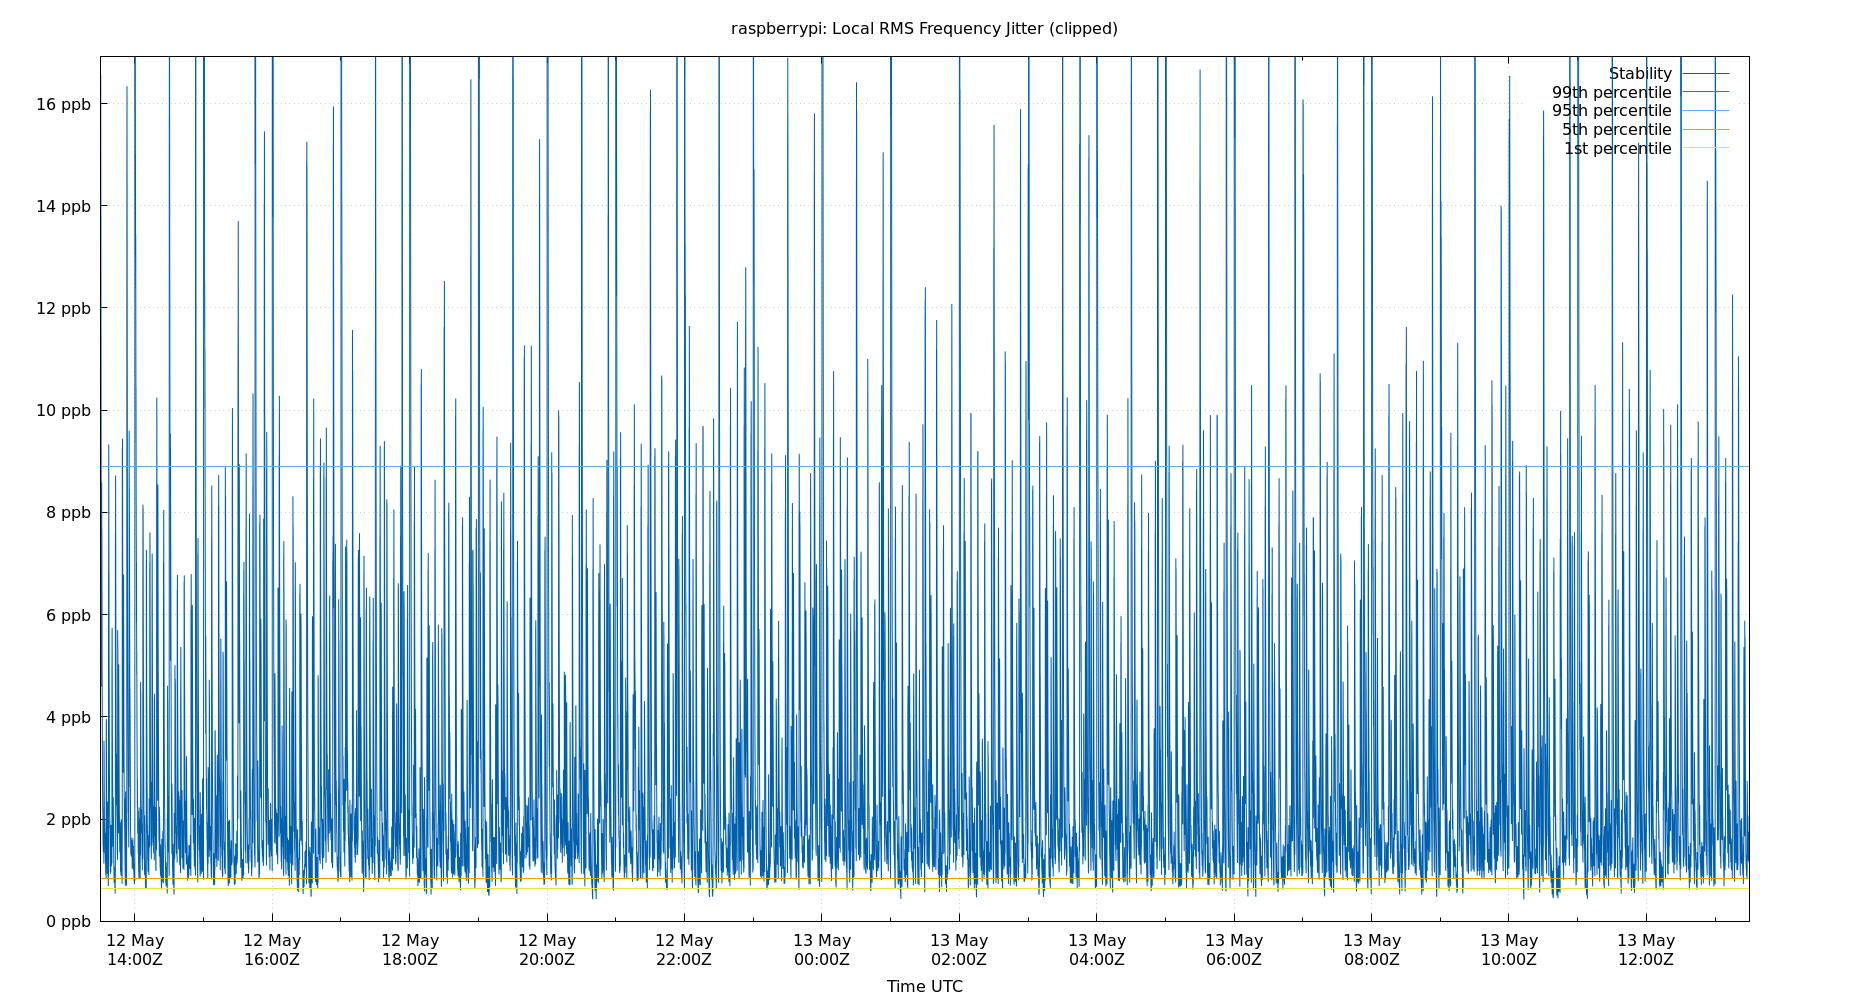 raspberrypi: Local RMS Frequency Jitter (clipped)
Stability
99th percentile
95th percentile
5th percentile
1st percentile
16 ppb
14 ppb
12 ppb
10 ppb
8 ppb
6 ppb
4 ppb
2 ppb
0 ppb
12 May 12 May 12 May 12 May 12 May 13 May 13 May 13 May 13 May 13 May 13 May 13 May
14:00Z 16:00Z 18:00Z 20:00Z 22:00Z 00:00Z 02:00Z 04:00Z 06:00Z 08:00Z 10:00Z 12:00Z
Time UTC